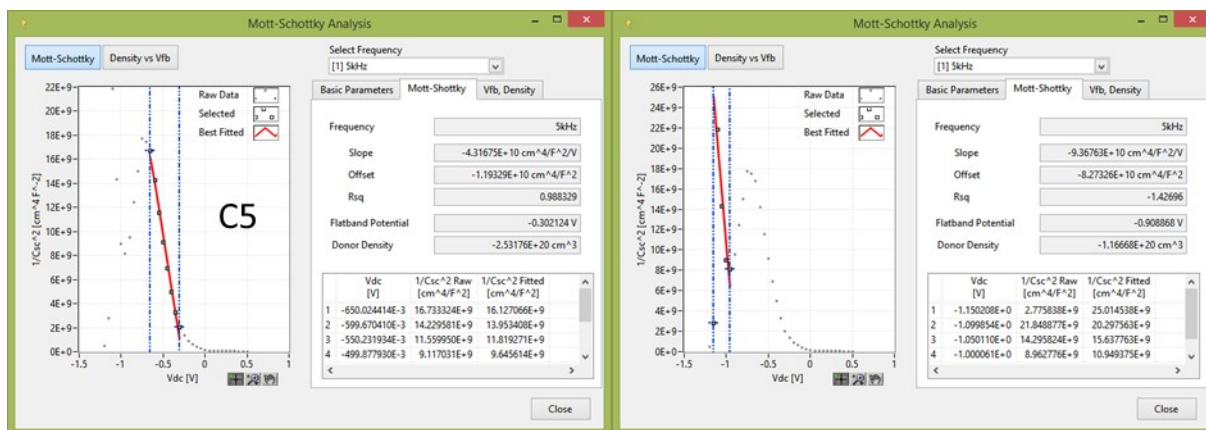 Mott-Schottky Analysis
Mott-Schottky
Density vs Vfb
Select Frequency
[1] 5kHz
Basic Parameters
Mott-Shottky
Vfb, Density
22E+9
20E+9
18E+9
16E+9
14E+9
12E+9
10E+9
8E+9
6E+9
4E+9
2E+9
0E+0
1/Csc^2 [cm^4 F^-2]
Raw Data
Selected
Best Fitted
C5
-1.5
-1
-0.5
0
0.5
1
Vdc [V]
Frequency 5kHz
Slope -4.31675E+10 cm^4/F^2/V
Offset -1.19329E+10 cm^4/F^2
Rsq 0.988329
Flatband Potential -0.302124 V
Donor Density -2.53176E+20 cm^3
Vdc 1/Csc^2 Raw 1/Csc^2 Fitted
[V] [cm^4/F^2] [cm^4/F^2]
1 -650.024414E-3 16.733324E+9 16.127066E+9
2 -599.670410E-3 14.229581E+9 13.953408E+9
3 -550.231934E-3 11.559950E+9 11.819271E+9
4 -499.877930E-3 9.117031E+9 9.645614E+9
Close
Mott-Schottky Analysis
Mott-Schottky
Density vs Vfb
Select Frequency
[1] 5kHz
Basic Parameters
Mott-Shottky
Vfb, Density
26E+9
24E+9
22E+9
20E+9
18E+9
16E+9
14E+9
12E+9
10E+9
8E+9
6E+9
4E+9
2E+9
0E+0
1/Csc^2 [cm^4 F^-2]
Raw Data
Selected
Best Fitted
-1.5
-1
-0.5
0
0.5
1
Vdc [V]
Frequency 5kHz
Slope -9.36763E+10 cm^4/F^2/V
Offset -8.27326E+10 cm^4/F^2
Rsq -1.42696
Flatband Potential -0.908868 V
Donor Density -1.16668E+20 cm^3
Vdc 1/Csc^2 Raw 1/Csc^2 Fitted
[V] [cm^4/F^2] [cm^4/F^2]
1 -1.150208E+0 2.775838E+9 25.014538E+9
2 -1.099854E+0 21.848877E+9 20.297563E+9
3 -1.050110E+0 14.295824E+9 15.637763E+9
4 -1.000061E+0 8.962776E+9 10.949375E+9
Close